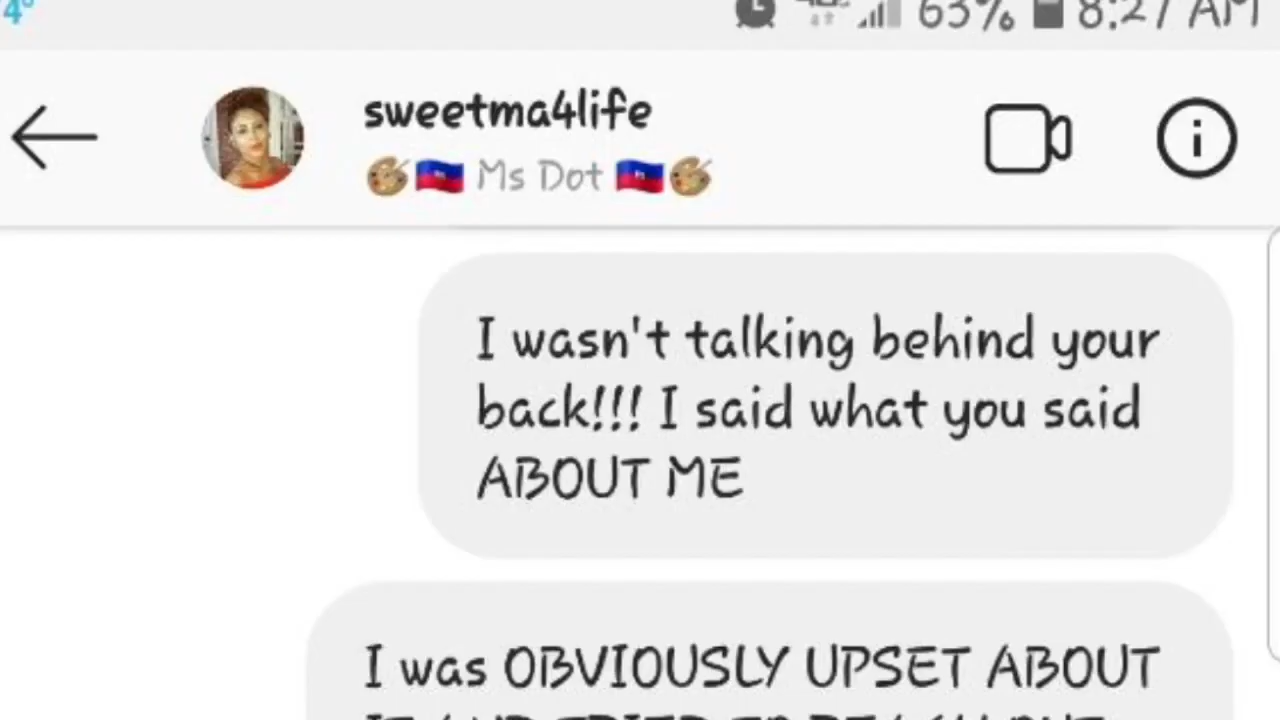 4°
63% 8:27 AM
sweetma4life
Ms Dot
I wasn't talking behind your
back!!! I said what you said
ABOUT ME
I was OBVIOUSLY UPSET ABOUT